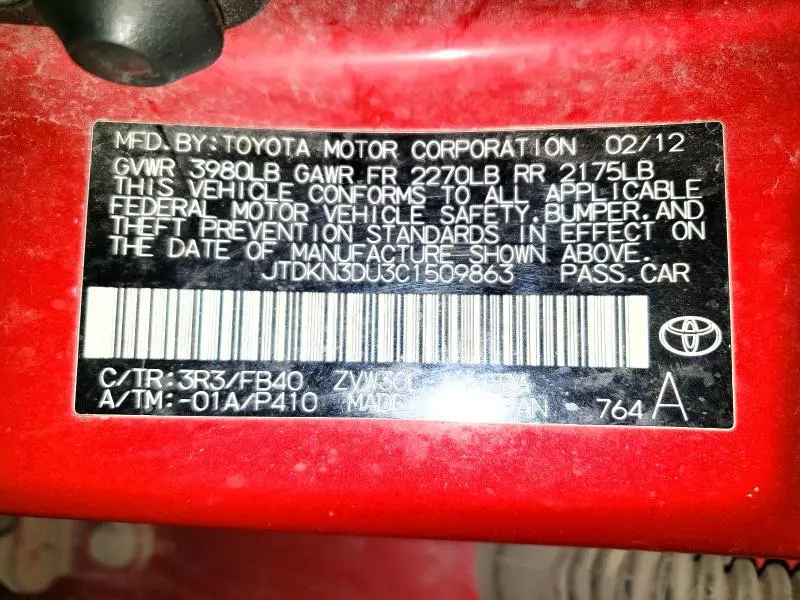 MFD.BY:TOYOTA MOTOR CORPORATION 02/12
GVWR 3980LB GAWR FR 2270LB RR 2175LB
THIS VEHICLE CONFORMS TO ALL APPLICABLE
FEDERAL MOTOR VEHICLE SAFETY.BUMPER.AND
THEFT PREVENTION STANDARDS IN EFFECT ON
THE DATE OF MANUFACTURE SHOWN ABOVE.
JTDKN3DU3C1509863 PASS.CAR
C/TR:3R3/FB40
A/TM:-01A/P410 MADE 764 A